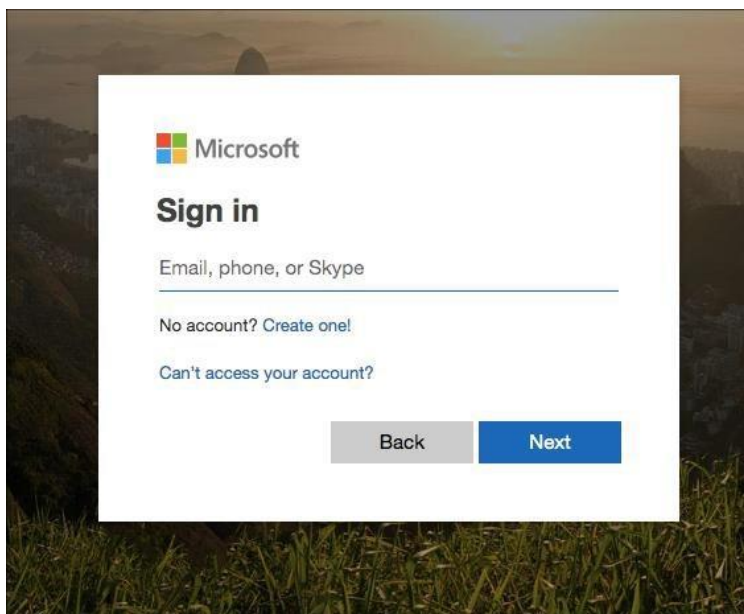 Microsoft
Sign in
Email, phone, or Skype
No account? Create one!
Can't access your account?
Back Next